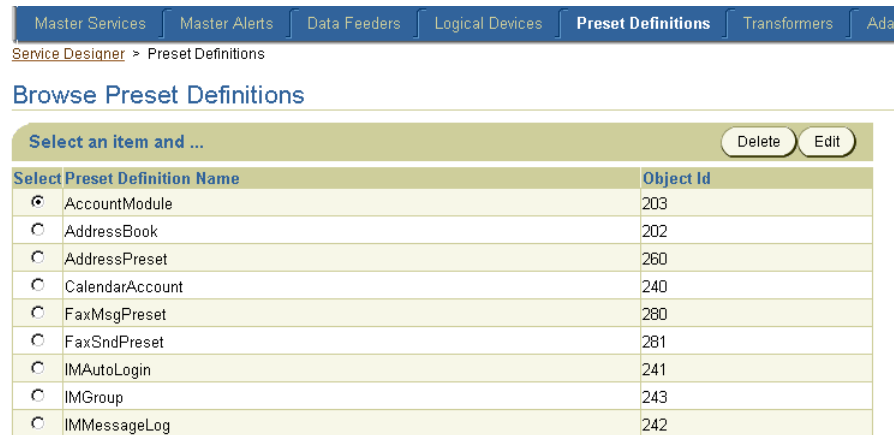 Master Services Master Alerts Data Feeders Logical Devices Preset Definitions Transformers Ada
Service Designer > Preset Definitions
Browse Preset Definitions
Select an item and ... Delete Edit
Select Preset Definition Name Object Id
AccountModule 203
AddressBook 202
AddressPreset 260
CalendarAccount 240
FaxMsgPreset 280
FaxSndPreset 281
IMAutoLogin 241
IMGroup 243
IMMessageLog 242